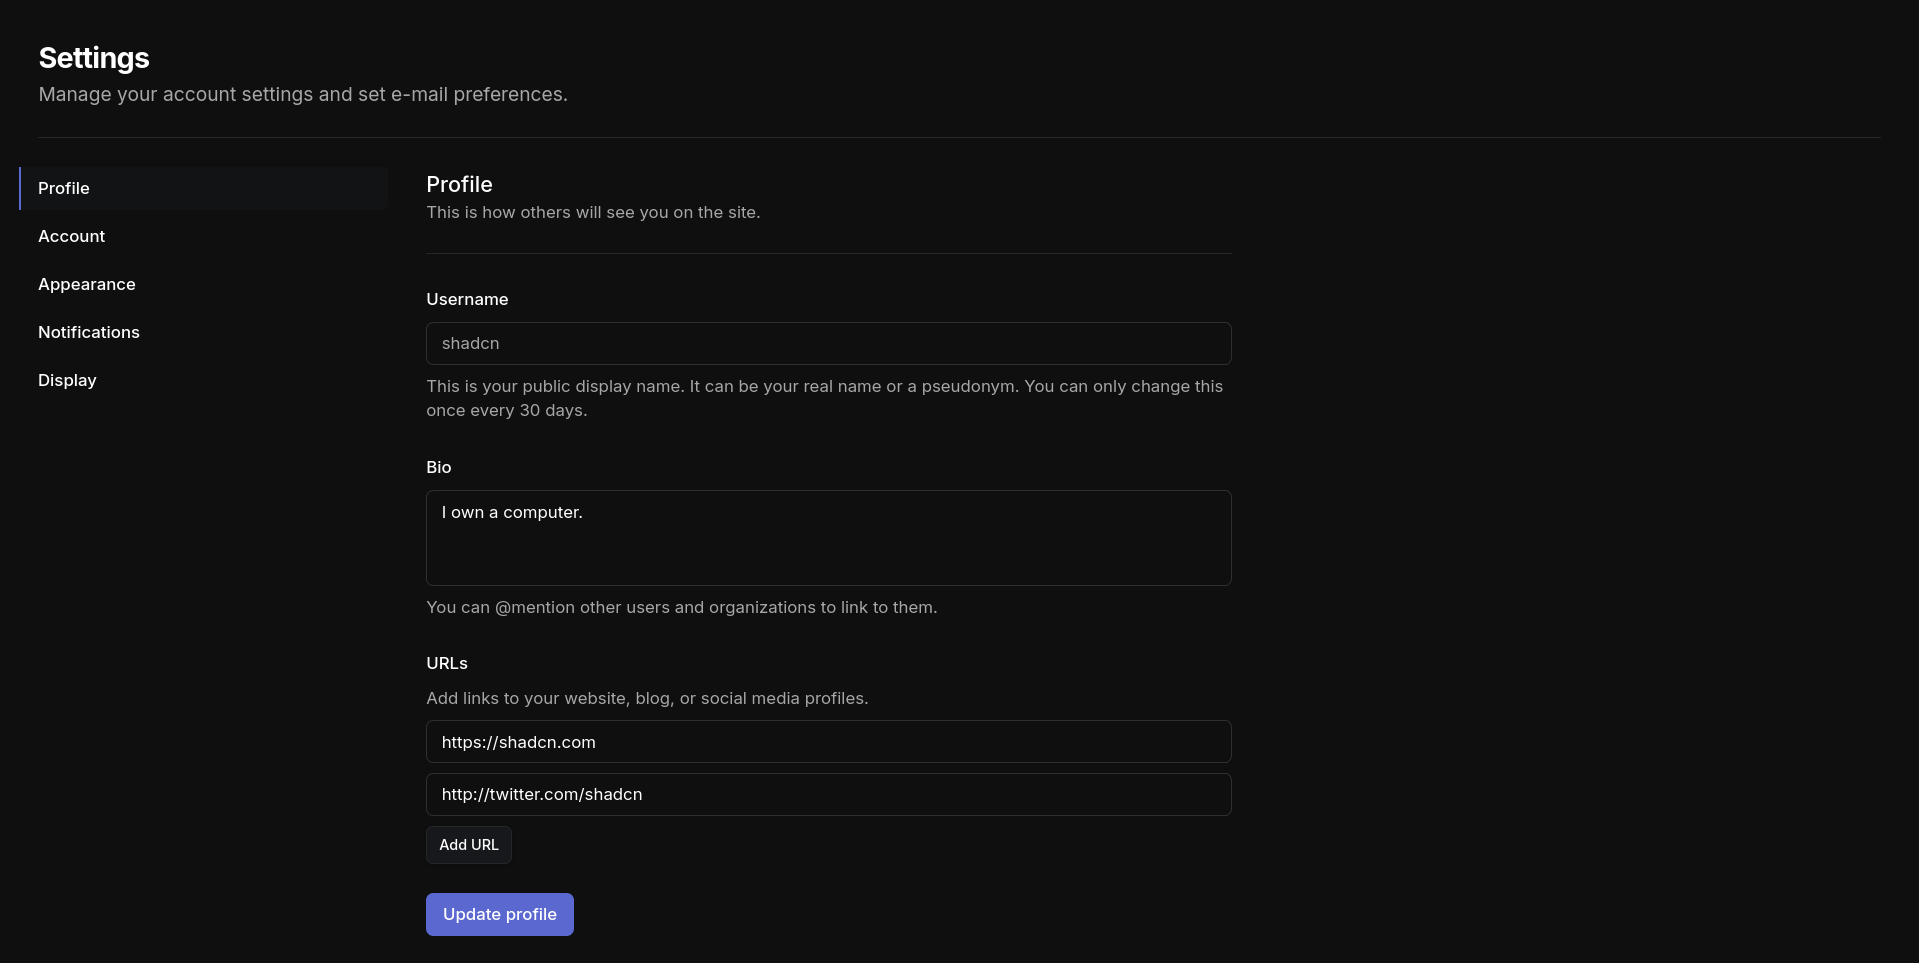 Settings
Manage your account settings and set e-mail preferences.
Profile
Account
Appearance
Notifications
Display
Profile
This is how others will see you on the site.
Username
shadcn
This is your public display name. It can be your real name or a pseudonym. You can only change this
once every 30 days.
Bio
I own a computer.
You can @mention other users and organizations to link to them.
URLs
Add links to your website, blog, or social media profiles.
https://shadcn.com
http://twitter.com/shadcn
Add URL
Update profile